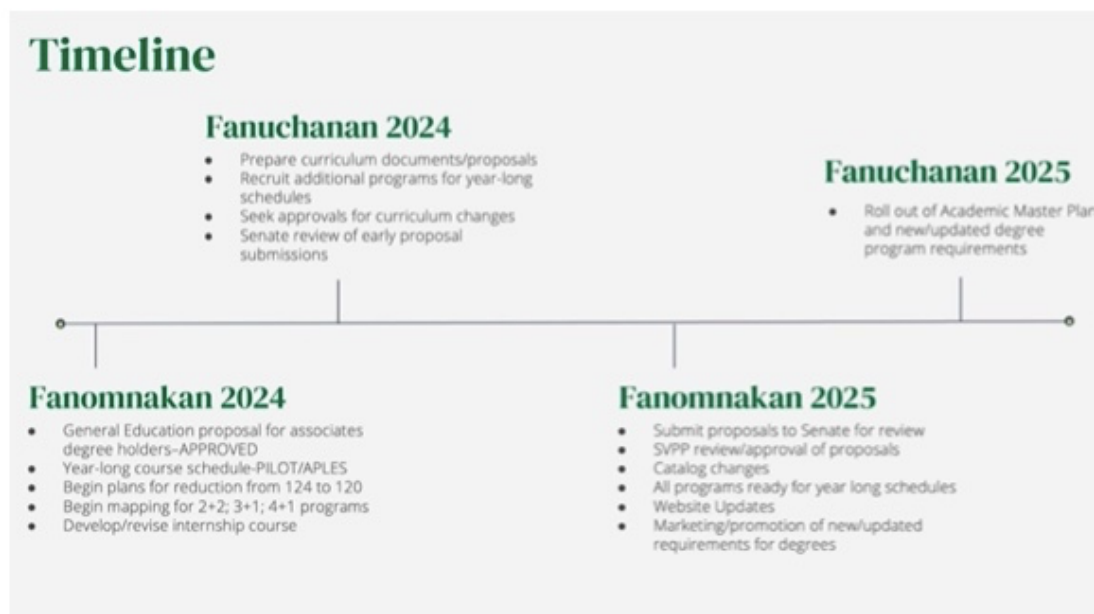 Timeline
Fanuchanan 2024
• Prepare curriculum documents/proposals
• Recruit additional programs for year-long
schedules
• Seek approvals for curriculum changes
• Senate review of early proposal
submissions
Fanuchanan 2025
• Roll out of Academic Master Plan
and new/updated degree
program requirements
Fanomnakan 2024
• General Education proposal for associates
degree holders–APPROVED
• Year-long course schedule-PILOT/APLES
• Begin plans for reduction from 124 to 120
• Begin mapping for 2+2; 3+1; 4+1 programs
• Develop/revise internship course
Fanomnakan 2025
• Submit proposals to Senate for review
• SVPP review/approval of proposals
• Catalog changes
• All programs ready for year long schedules
• Website Updates
• Marketing/promotion of new/updated
requirements for degrees